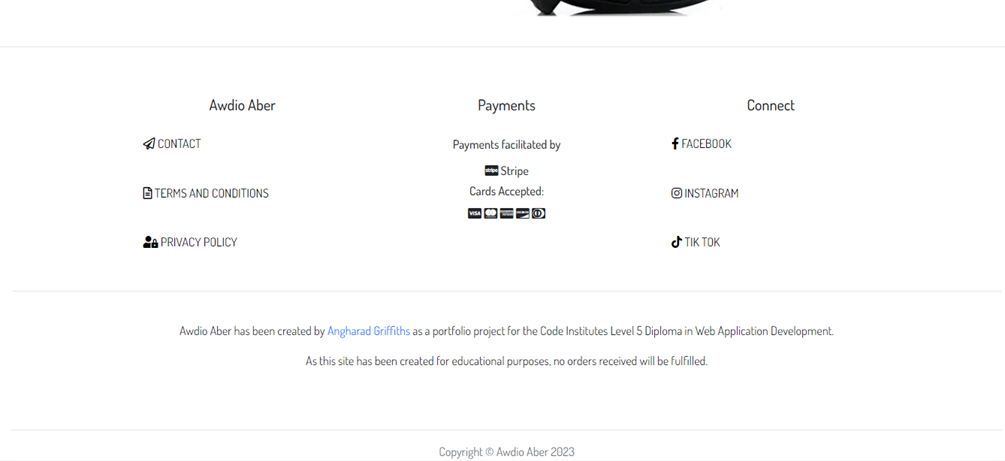 Awdio Aber
CONTACT
TERMS AND CONDITIONS
PRIVACY POLICY
Payments
Payments facilitated by
stripe Stripe
Cards Accepted:
VISA
Connect
FACEBOOK
INSTAGRAM
TIK TOK
Awdio Aber has been created by Angharad Griffiths as a portfolio project for the Code Institutes Level 5 Diploma in Web Application Development.
As this site has been created for educational purposes, no orders received will be fulfilled.
Copyright © Awdio Aber 2023